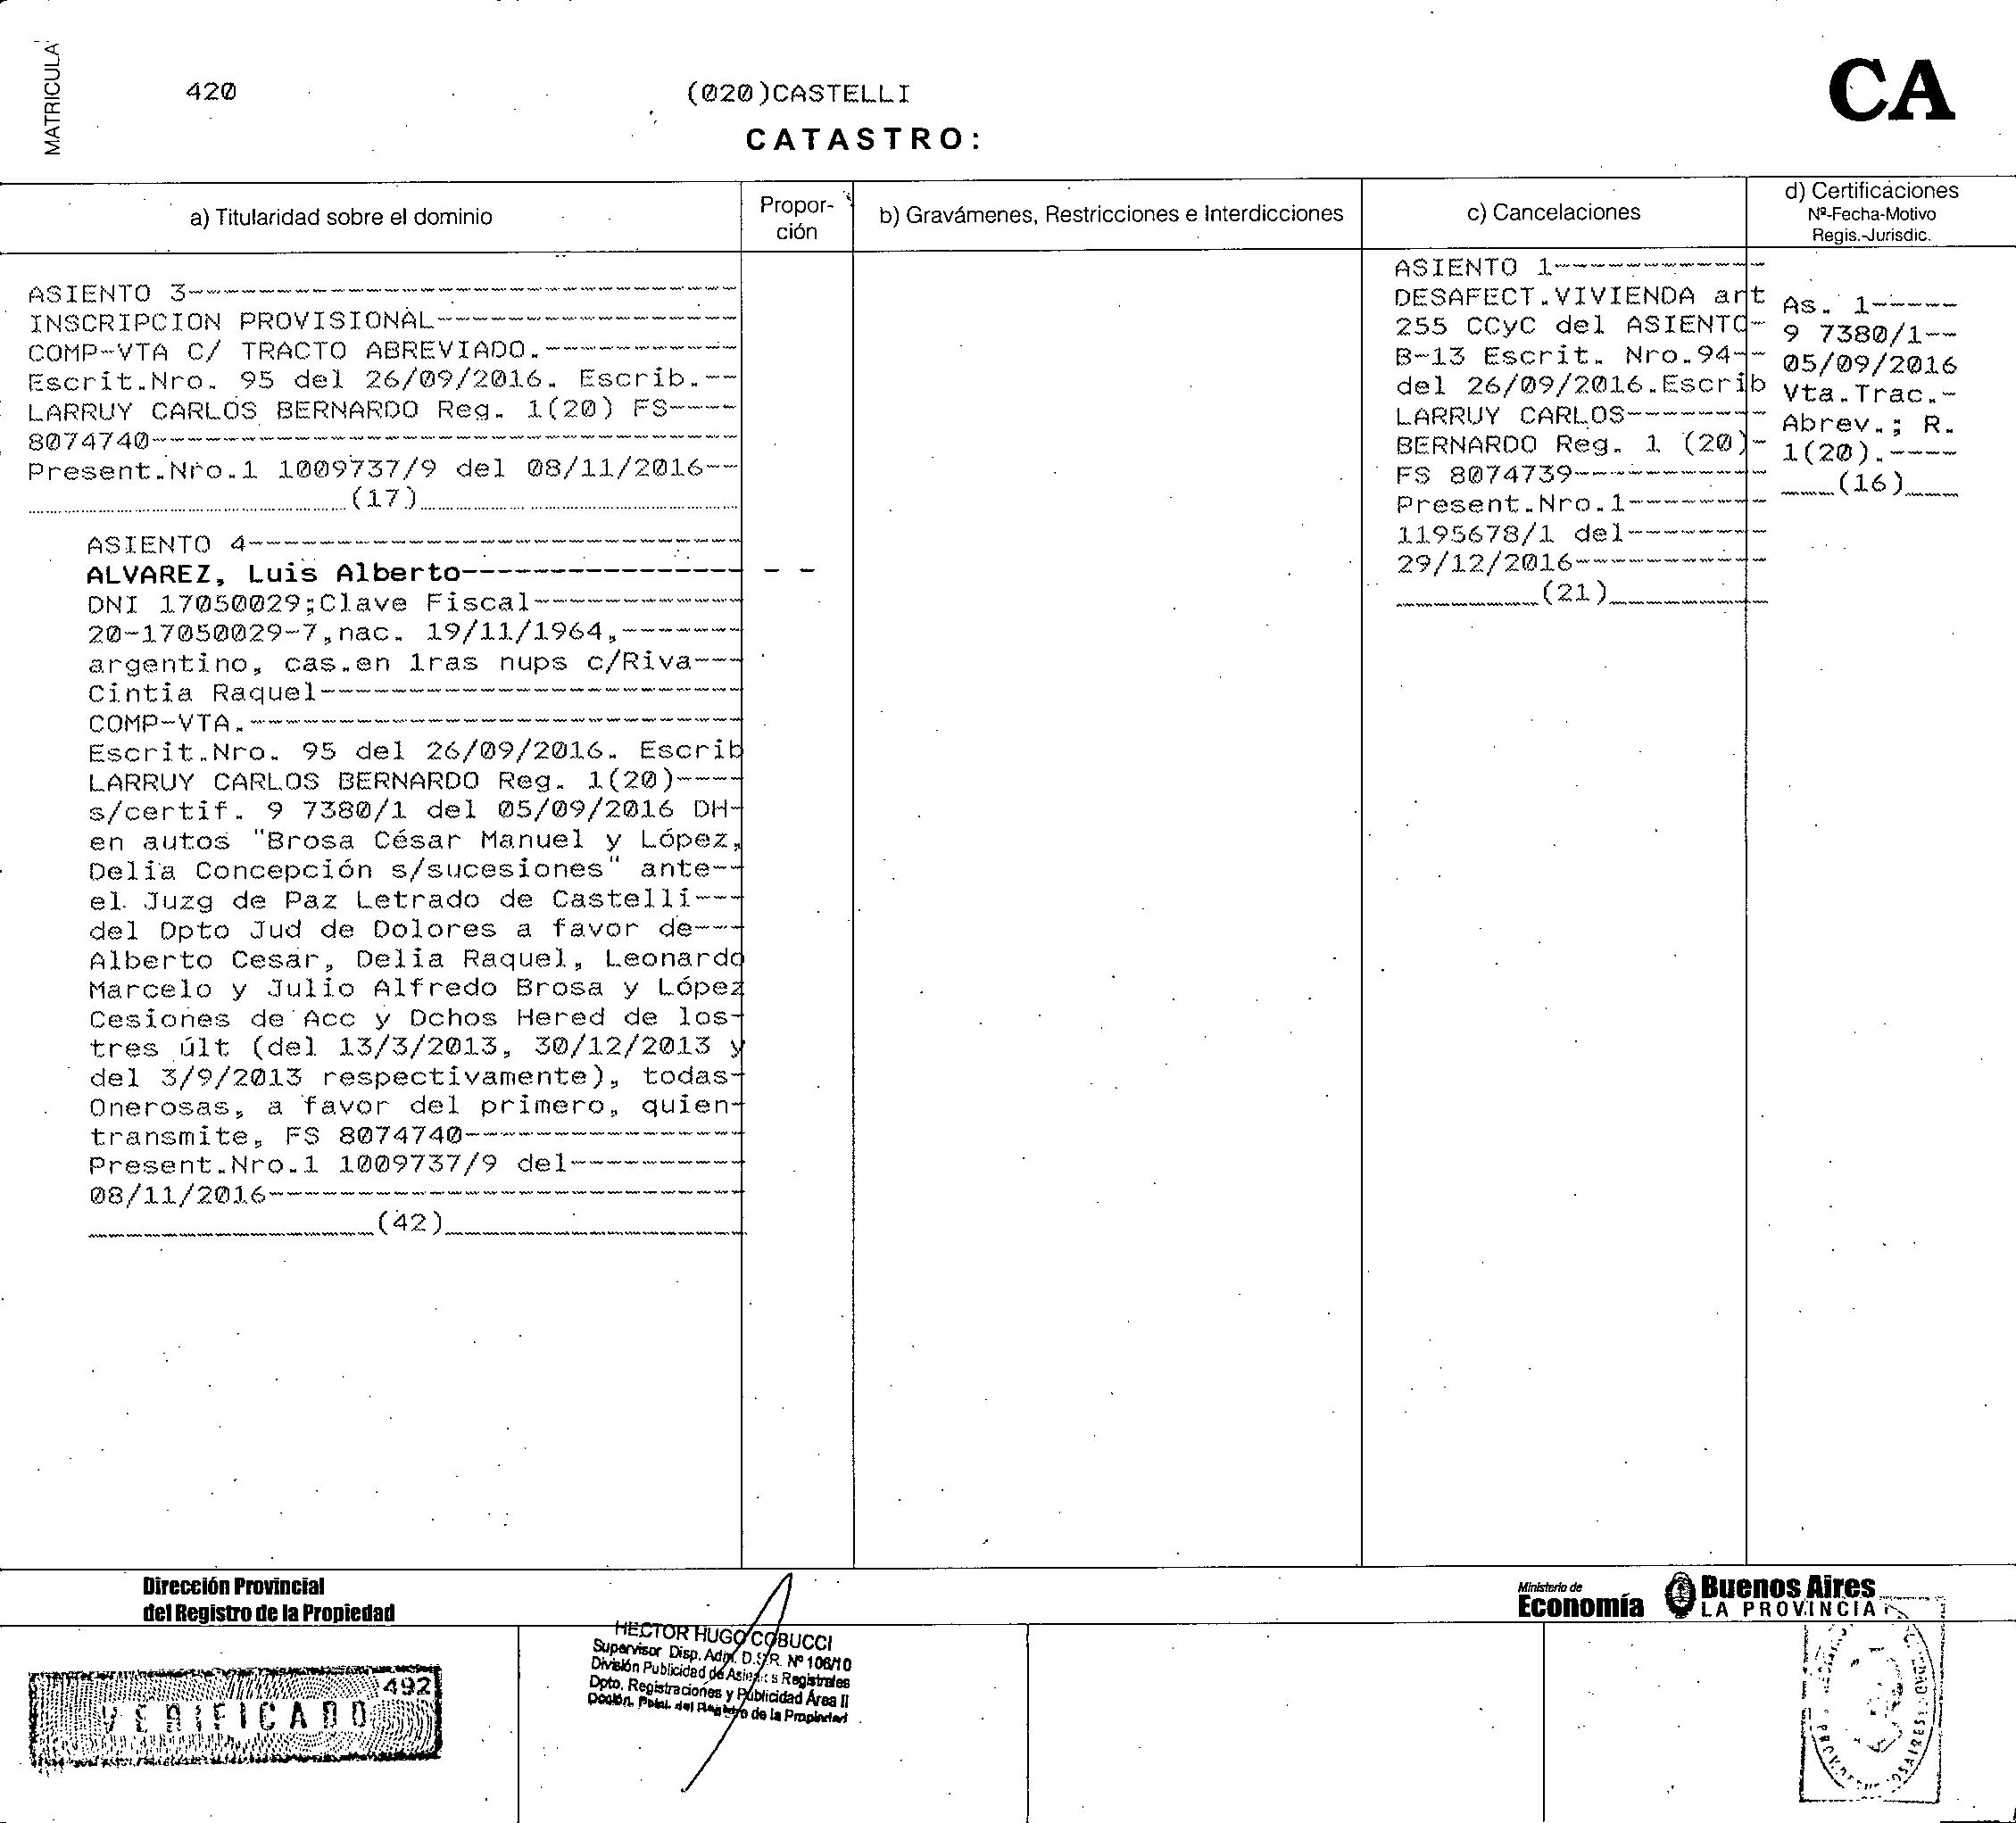 MATRICULA
420
(020)CASTELLI
CA
CATASTRO:
a) Titularidad sobre el dominio
Propor-
ción
b) Gravámenes, Restricciones e Interdicciones
c) Cancelaciones
d) Certificaciones
Nº-Fecha-Motivo
Regis.-Jurisdic.
ASIENTO 3-------------------------------
INSCRIPCION PROVISIONAL-----------------
COMP-VTA C/ TRACTO ABREVIADO.-----------
Escrit.Nro. 95 del 26/09/2016. Escrib.--
LARRUY CARLOS BERNARDO Reg. 1(20) FS----
8074740---------------------------------
Present.Nro.1 1009737/9 del 08/11/2016--
(17)
ASIENTO 4----------------------------
ALVAREZ, Luis Alberto---------------- - -
DNI 17050029;Clave Fiscal------------
20-17050029-7,nac. 19/11/1964,-------
argentino, cas.en 1ras nups c/Riva---
Cintia Raquel------------------------
COMP-VTA.----------------------------
Escrit.Nro. 95 del 26/09/2016. Escrib
LARRUY CARLOS BERNARDO Reg. 1(20)----
s/certif. 9 7380/1 del 05/09/2016 DH-
en autos "Brosa César Manuel y López,
Delia Concepción s/sucesiones" ante--
el Juzg de Paz Letrado de Castelli---
del Dpto Jud de Dolores a favor de---
Alberto Cesar, Delia Raquel, Leonardo
Marcelo y Julio Alfredo Brosa y López
Cesiones de Acc y Dchos Hered de los-
tres últ (del 13/3/2013, 30/12/2013 y
del 3/9/2013 respectivamente), todas-
Onerosas, a favor del primero, quien-
transmite, FS 8074740----------------
Present.Nro.1 1009737/9 del----------
08/11/2016---------------------------
(42)
ASIENTO 1------------
DESAFECT.VIVIENDA art
255 CCyC del ASIENTO-
B-13 Escrit. Nro.94--
del 26/09/2016.Escrib
LARRUY CARLOS--------
BERNARDO Reg. 1 (20)-
FS 8074739-----------
Present.Nro.1--------
1195678/1 del--------
29/12/2016-----------
(21)
As. 1-----
9 7380/1--
05/09/2016
Vta.Trac.-
Abrev.; R.
1(20).----
(16)
Dirección Provincial
del Registro de la Propiedad
Ministerio de
Economía
Buenos Aires
LA PROVINCIA
492
VERIFICADO
HECTOR HUGO COBUCCI
Supervisor Disp. Adm. D.S.R. Nº 106/10
División Publicidad de Asientos Registrales
Dpto. Registraciones y Publicidad Área II
Dcción. Pcial. del Registro de la Propiedad